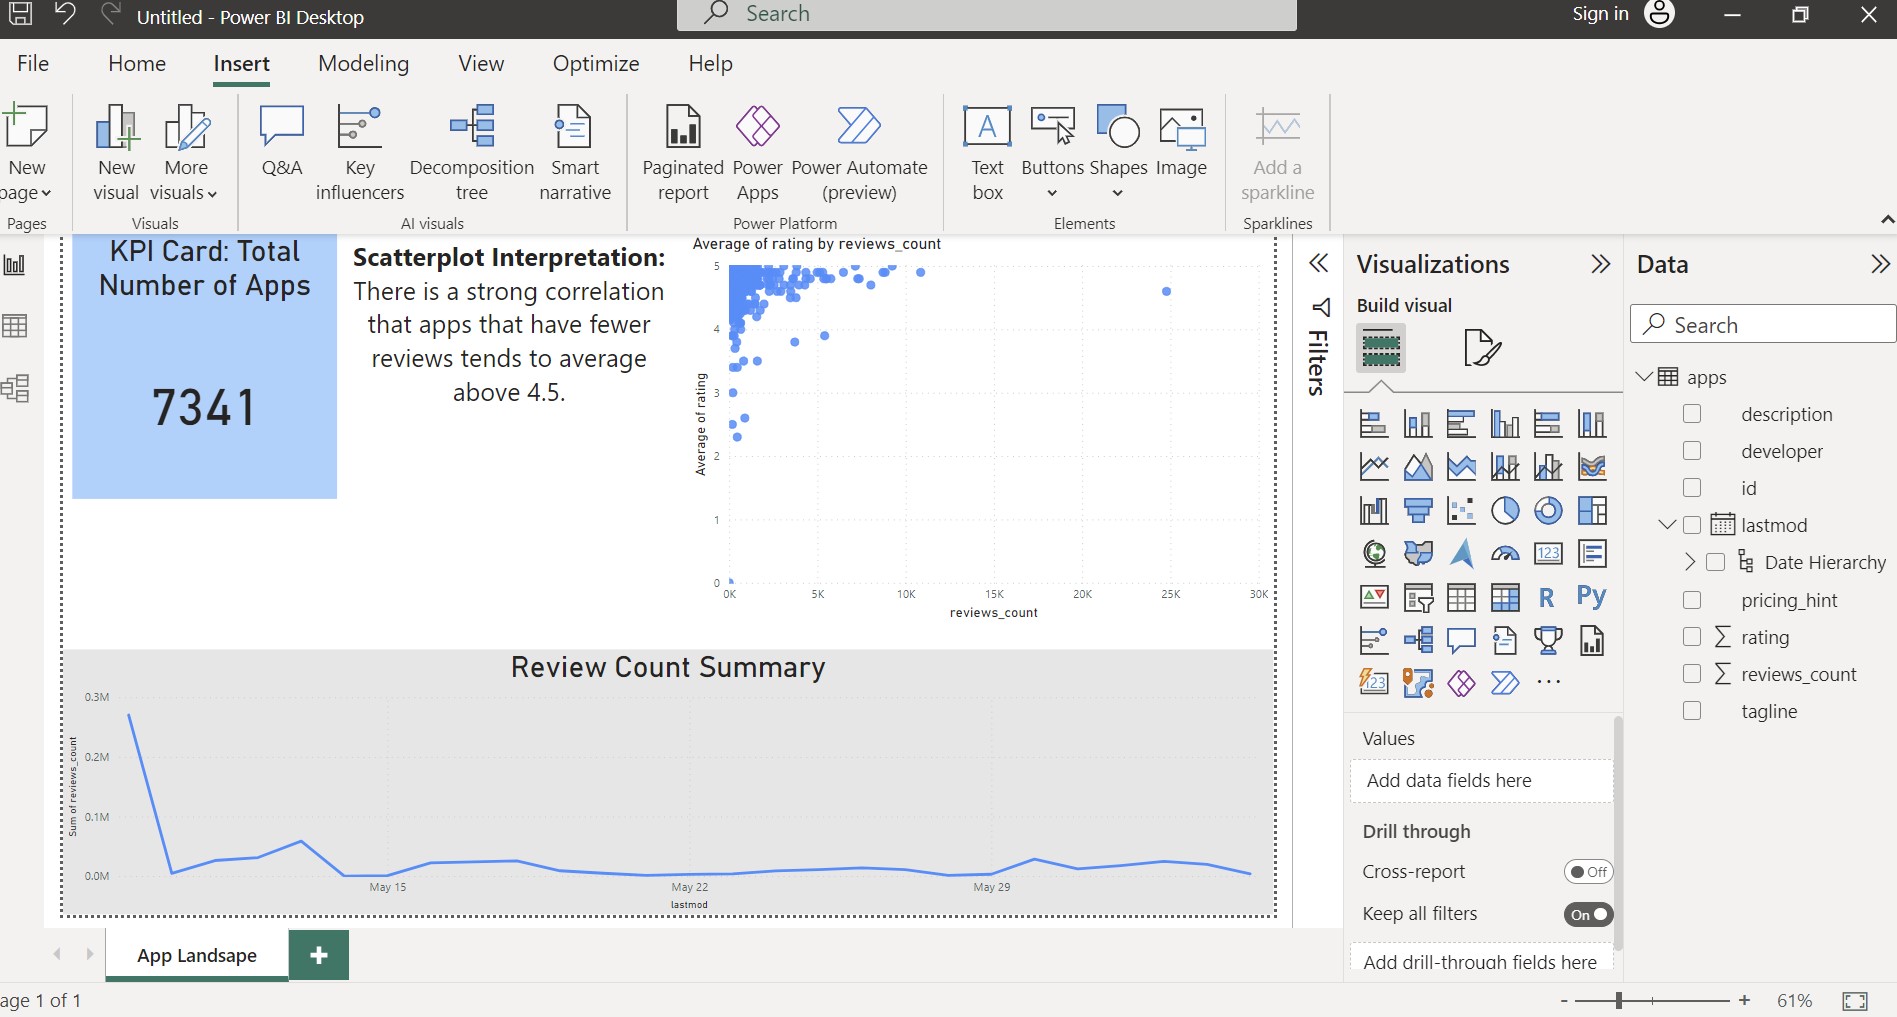 Untitled - Power BI Desktop
Search
Sign in
File
Home
Insert
Modeling
View
Optimize
Help
New
page
Pages
New
visual
More
visuals
Visuals
Q&A
Key
influencers
Decomposition
tree
Smart
narrative
AI visuals
Paginated
report
Power
Apps
Power Automate
(preview)
Power Platform
A
Text
box
Buttons
Shapes
Image
Elements
Add a
sparkline
Sparklines
KPI Card: Total
Number of Apps
7341
Scatterplot Interpretation:
There is a strong correlation
that apps that have fewer
reviews tends to average
above 4.5.
Average of rating by reviews_count
5
4
3
2
1
0
Average of rating
0K
5K
10K
15K
20K
25K
30K
reviews_count
Review Count Summary
0.3M
0.2M
0.1M
0.0M
Sum of reviews_count
May 15
May 22
May 29
lastmod
Filters
Visualizations
Build visual
123
R
Py
123
Values
Add data fields here
Drill through
Cross-report
Off
Keep all filters
On
Add drill-through fields here
Data
Search
apps
description
developer
id
lastmod
Date Hierarchy
pricing_hint
rating
reviews_count
tagline
App Landsape
age 1 of 1
- + 61%